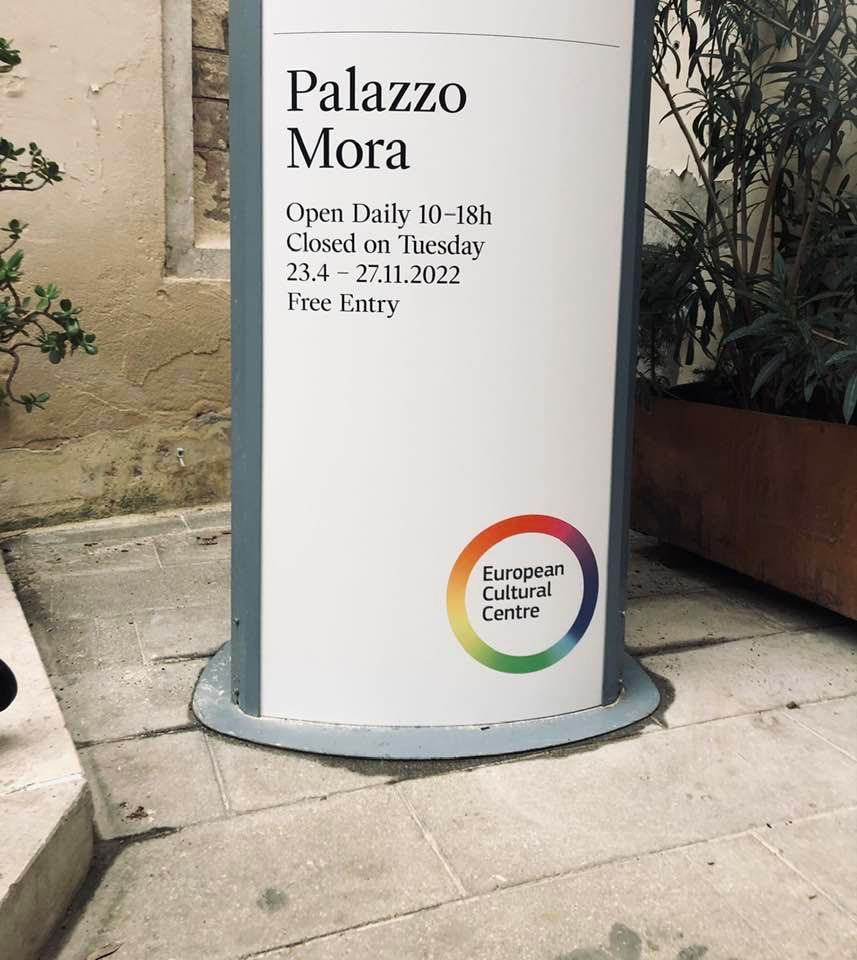 Palazzo
Mora
Open Daily 10–18h
Closed on Tuesday
23.4 – 27.11.2022
Free Entry
European
Cultural
Centre